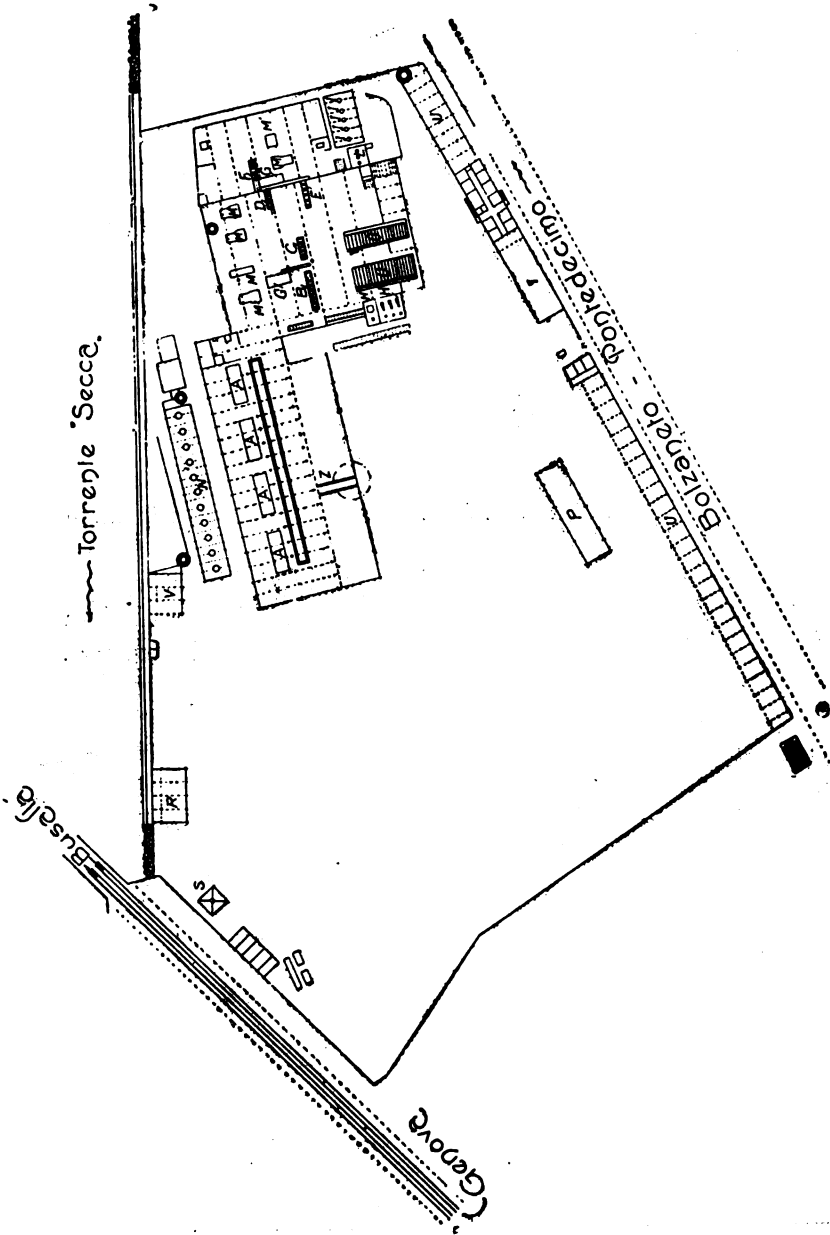 Torrente Secca.
Bolzaneto - Pontedecimo
Busalla
Genova
A
A
A
A
N
Z
V
R
S
P
T
U
U
a
B
C
D
E
F
G
G
M
M
M
M
M
M